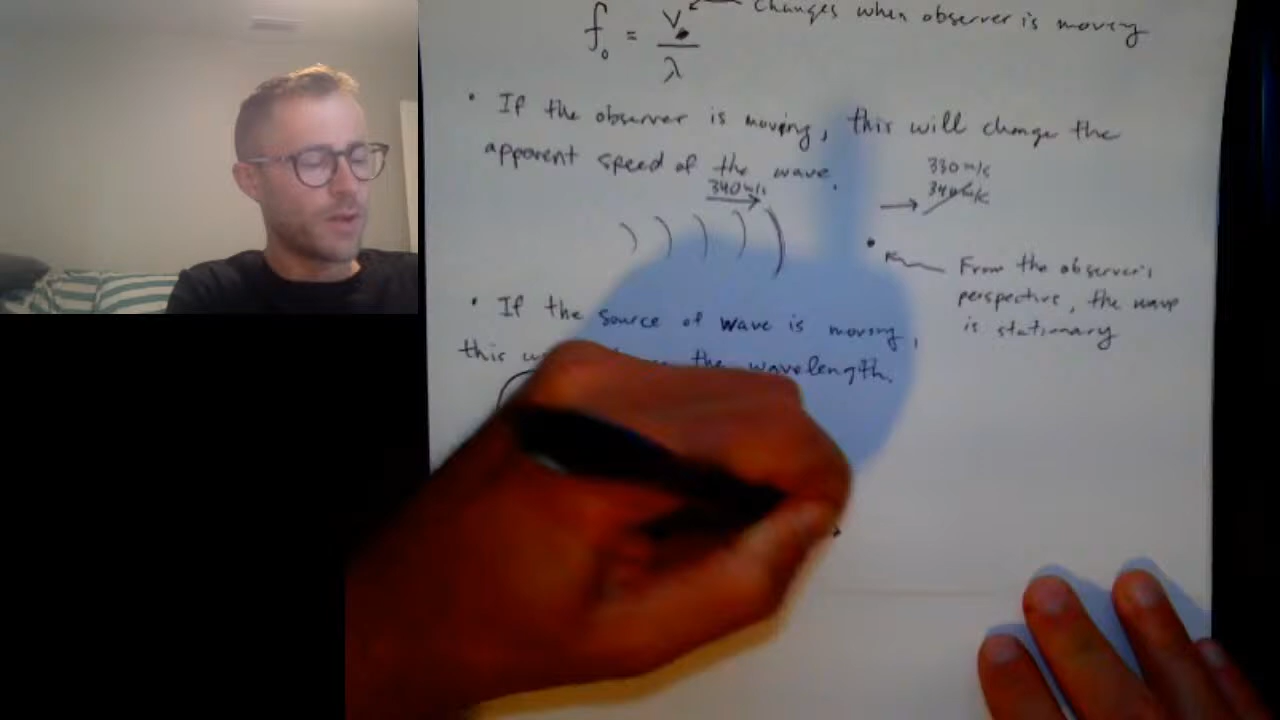 changes when observer is moving
f₀ = V / λ
• If the observer is moving, this will change the
apparent speed of the wave.
340 m/s
330 m/s
340 m/s
From the observer's
perspective, the wave
is stationary
• If the source of wave is moving,
this the wavelength.